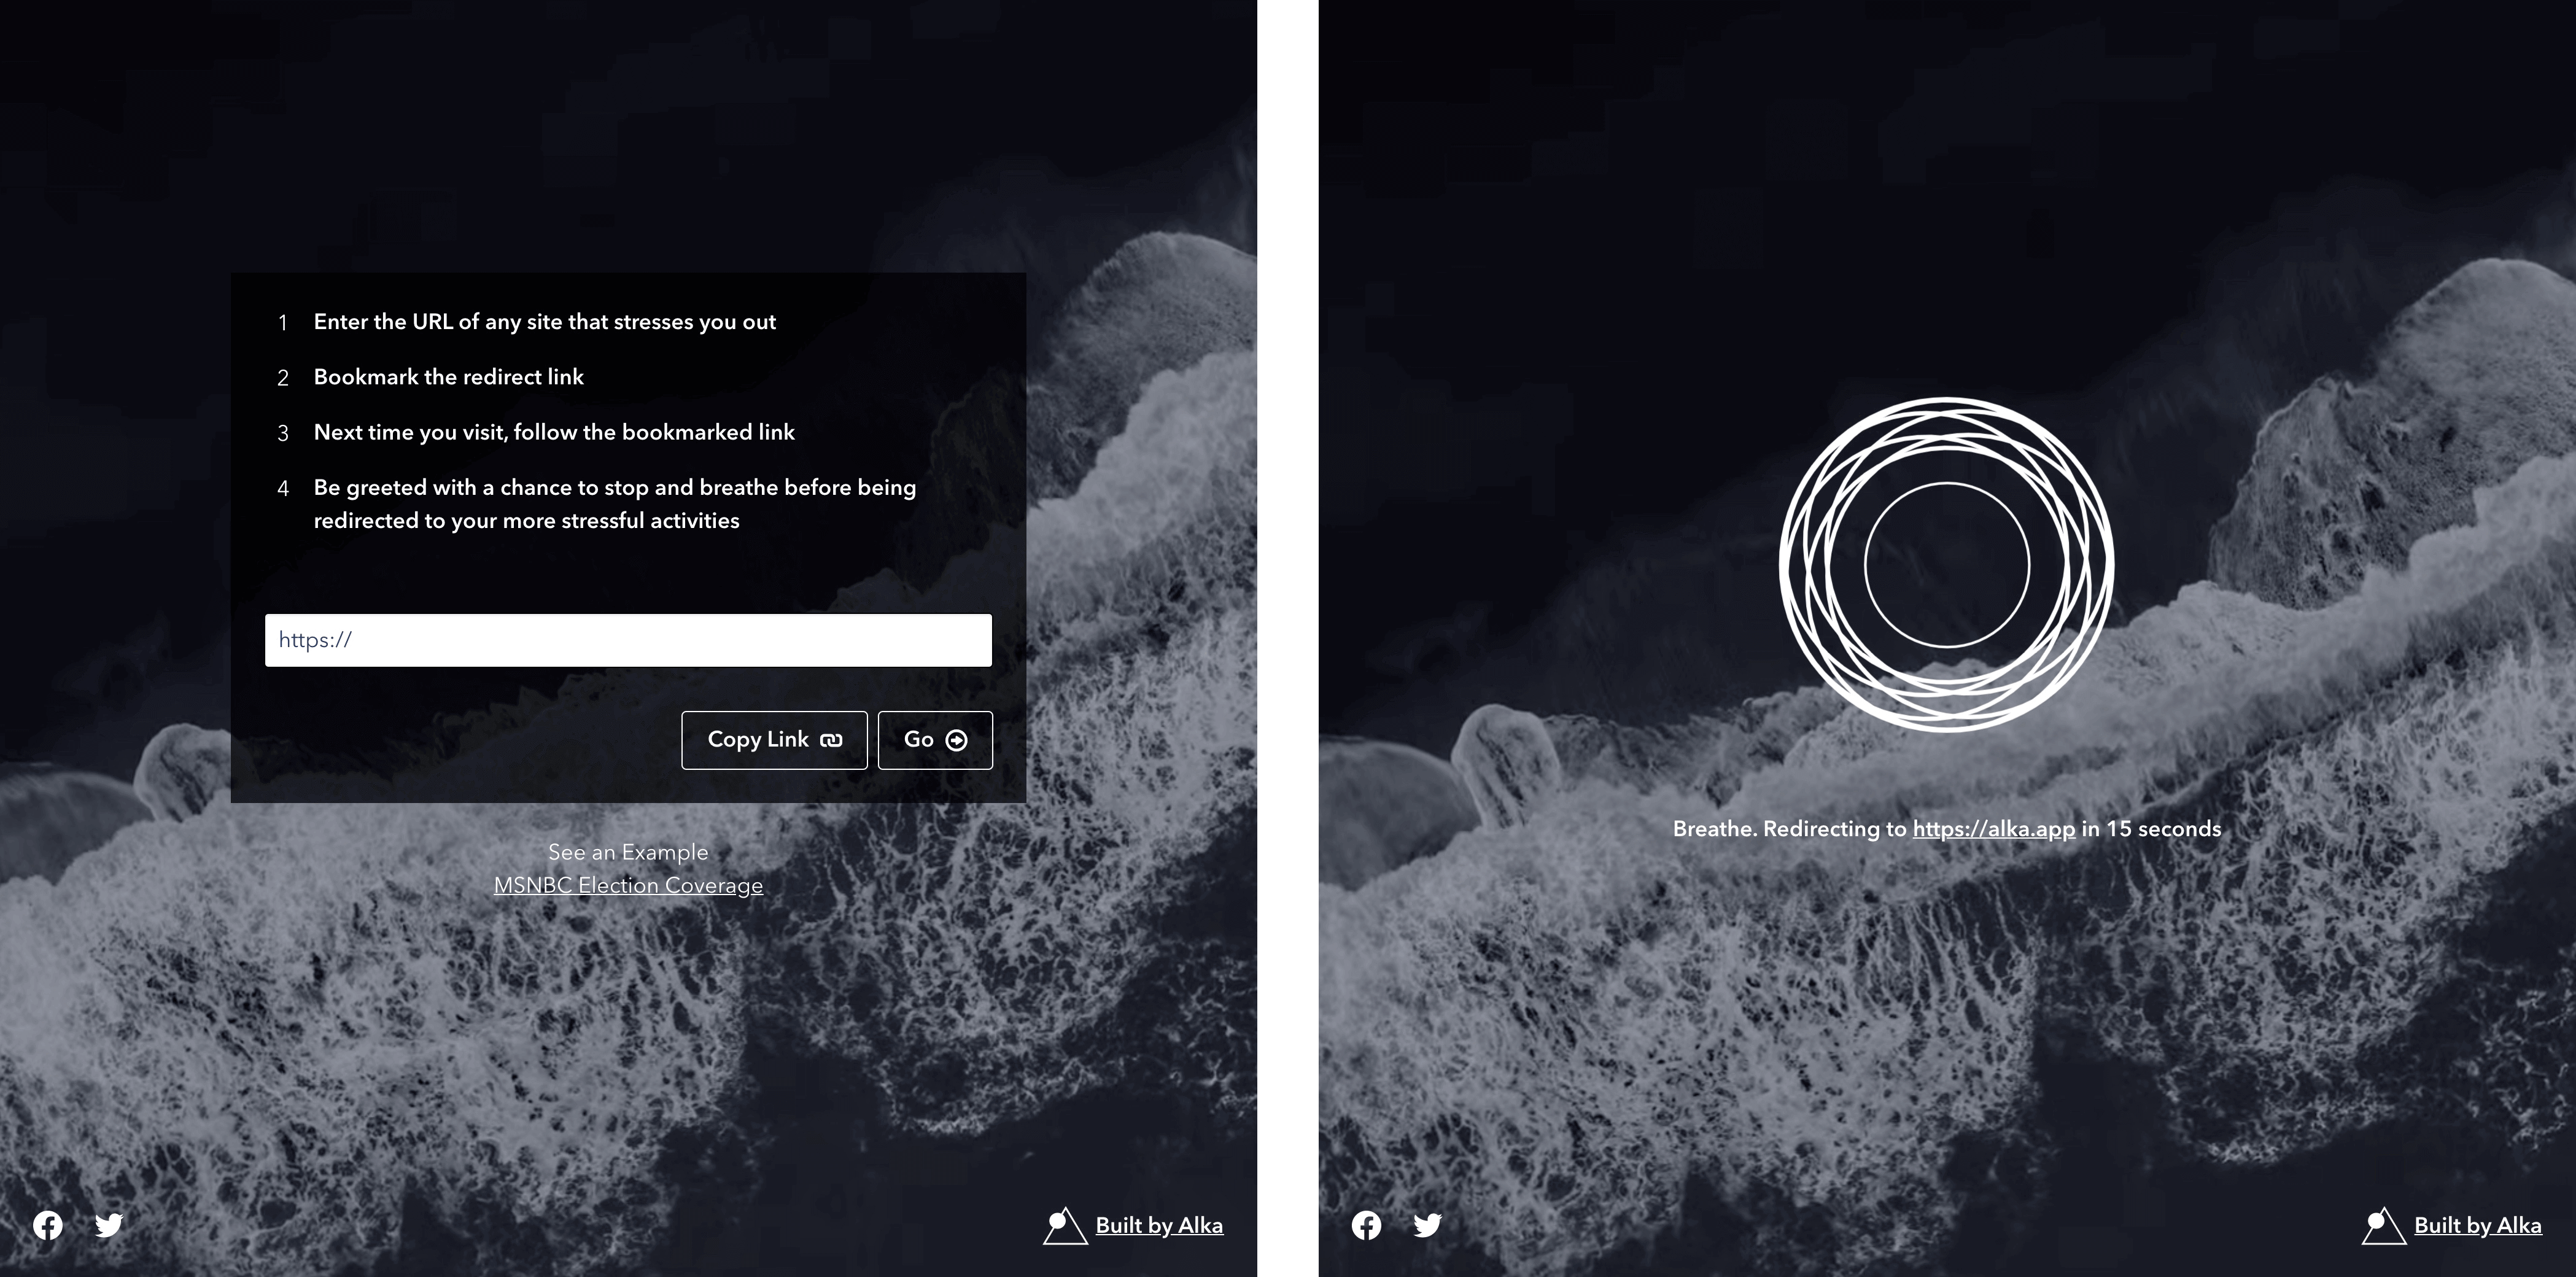 1 Enter the URL of any site that stresses you out
2 Bookmark the redirect link
3 Next time you visit, follow the bookmarked link
4 Be greeted with a chance to stop and breathe before being
redirected to your more stressful activities
https://
Copy Link
Go
See an Example
MSNBC Election Coverage
Built by Alka
Breathe. Redirecting to https://alka.app in 15 seconds
Built by Alka